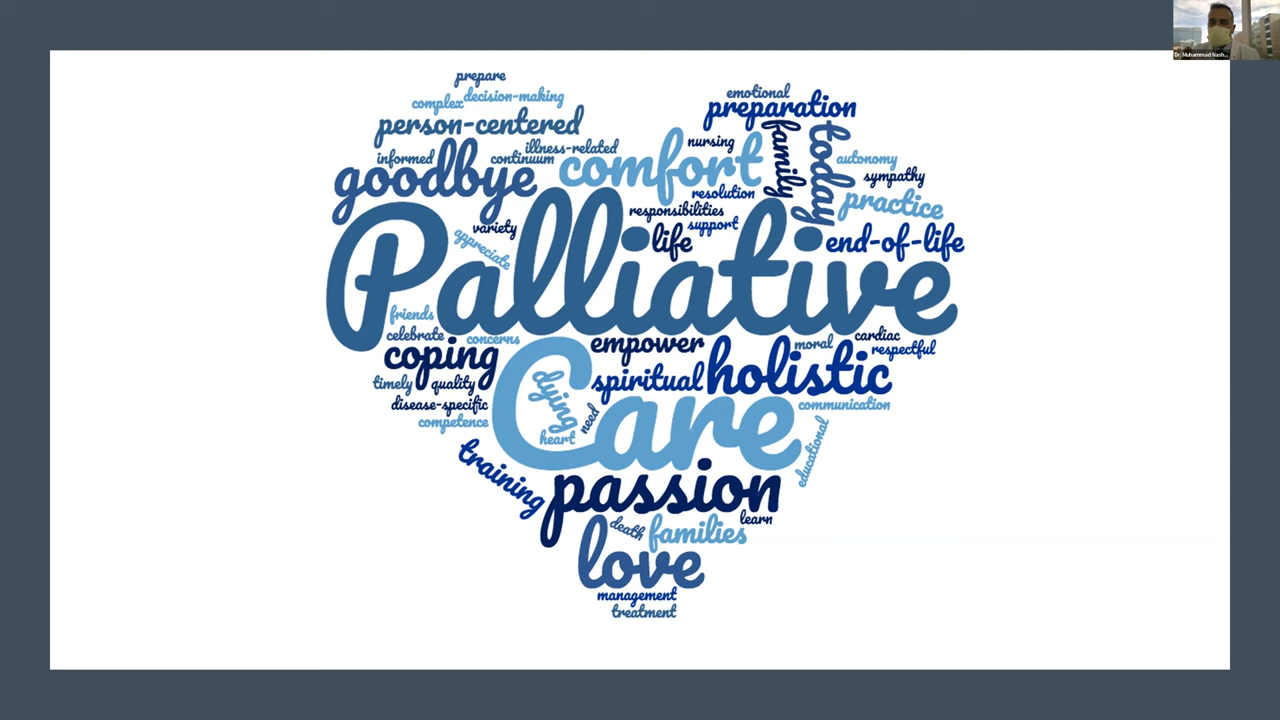 prepare
complex decision-making
person-centered
informed continuum illness-related
goodbye comfort
nursing
resolution
responsibilities
support
variety
appreciate
life
emotional
preparation
family
today
autonomy
sympathy
practice
end-of-life
Palliative
friends
celebrate concerns
coping
timely quality
disease-specific
competence
empower moral cardiac
respectful
spiritual holistic
communication
Care
dying
heart
need
educational
training
passion
learn
death families
love
management
treatment
Dr. Muhammad Nash...